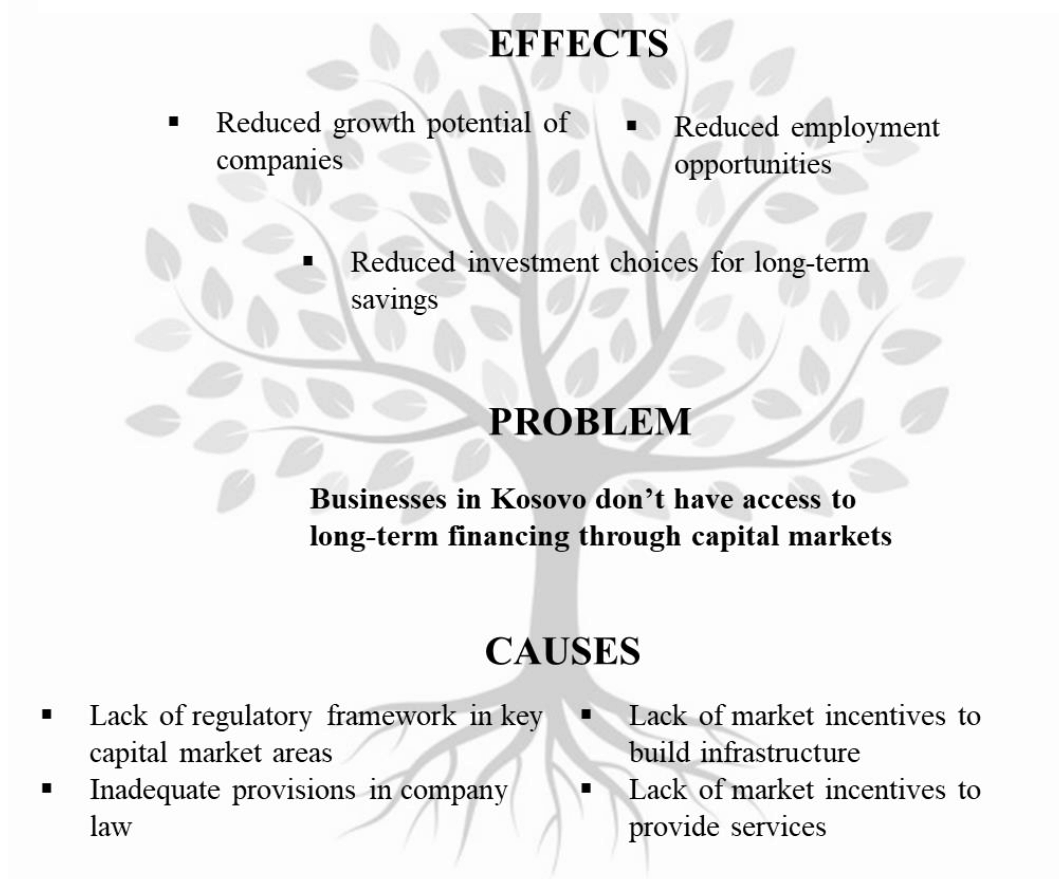 EFFECTS
▪ Reduced growth potential of
companies
▪ Reduced employment
opportunities
▪ Reduced investment choices for long-term
savings
PROBLEM
Businesses in Kosovo don’t have access to
long-term financing through capital markets
CAUSES
▪ Lack of regulatory framework in key
capital market areas
▪ Inadequate provisions in company
law
▪ Lack of market incentives to
build infrastructure
▪ Lack of market incentives to
provide services